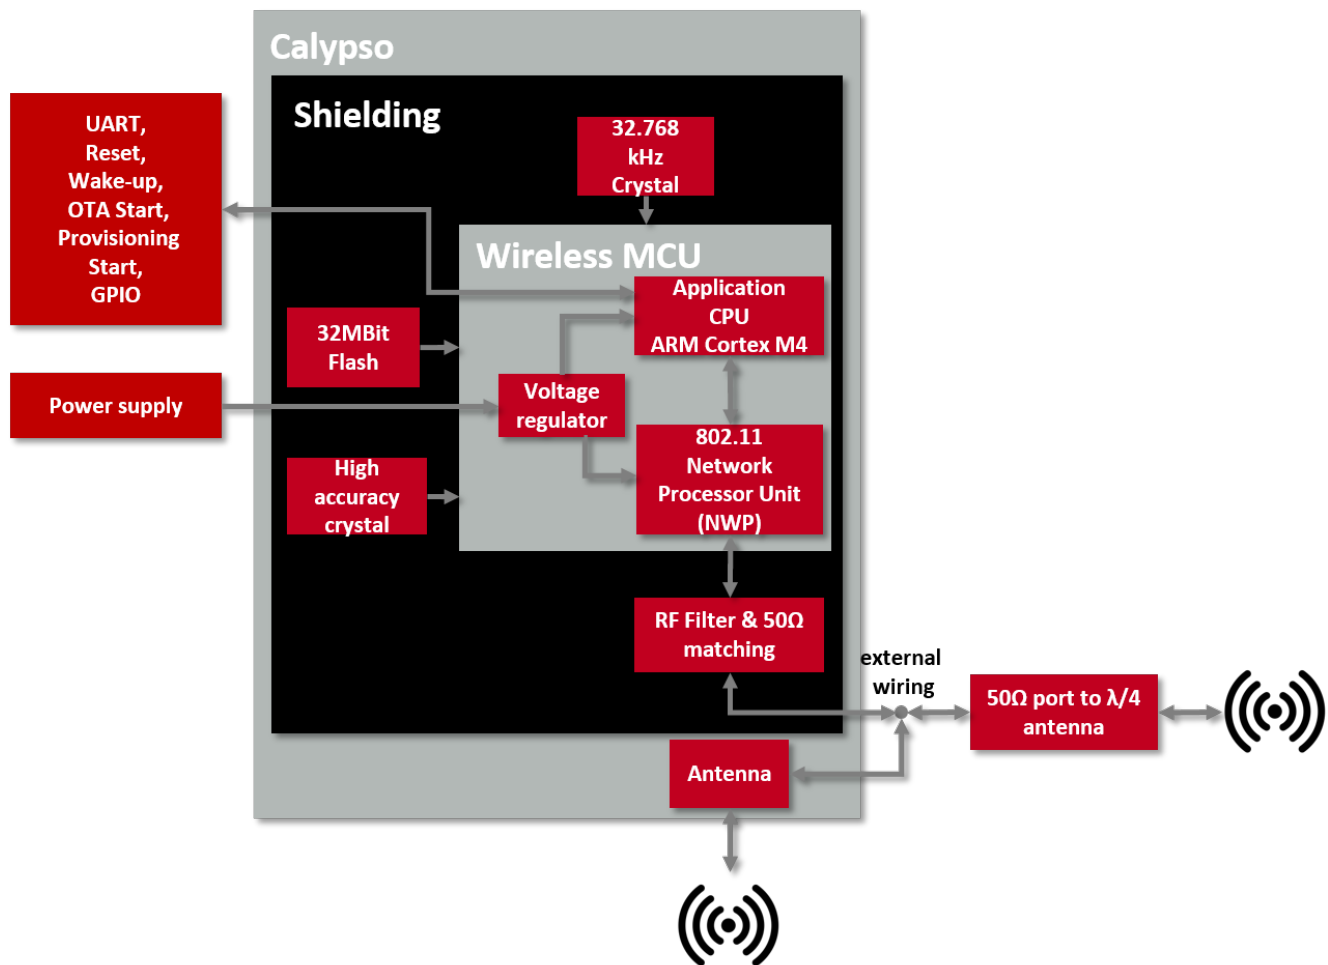 Calypso
Shielding
UART,
Reset,
Wake-up,
OTA Start,
Provisioning
Start,
GPIO
32.768
kHz
Crystal
Wireless MCU
Application
CPU
ARM Cortex M4
32MBit
Flash
Voltage
regulator
Power supply
802.11
Network
Processor Unit
(NWP)
High
accuracy
crystal
RF Filter & 50Ω
matching
external
wiring
50Ω port to λ/4
antenna
Antenna